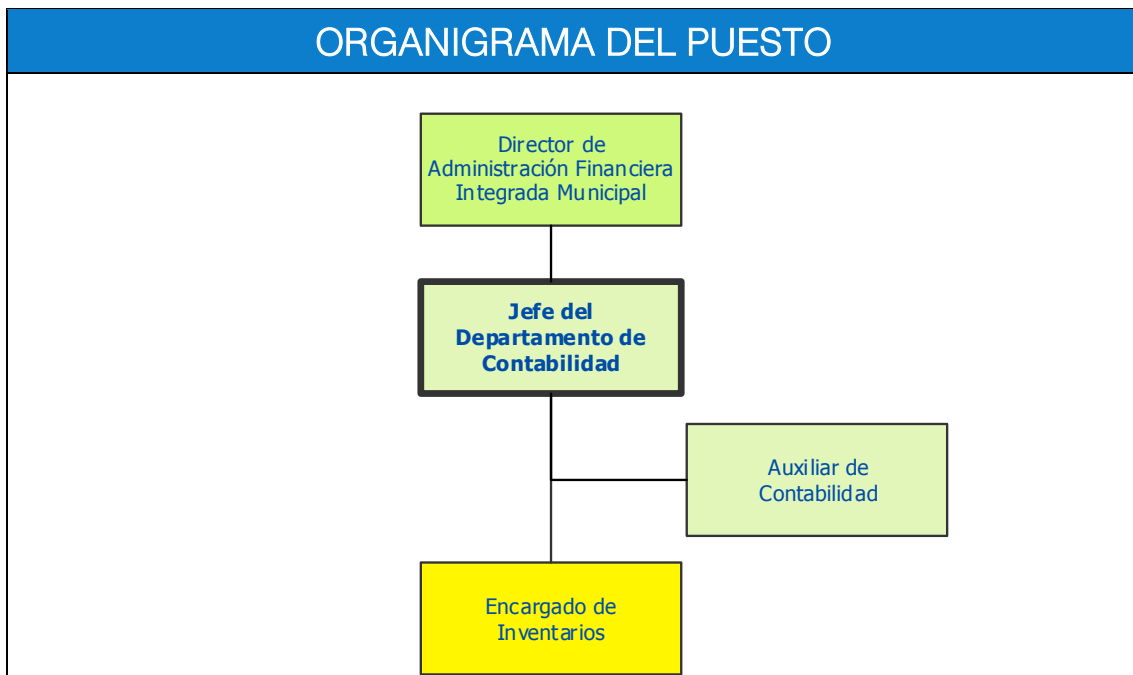 ORGANIGRAMA DEL PUESTO
Director de
Administración Financiera
Integrada Municipal
Jefe del
Departamento de
Contabilidad
Auxiliar de
Contabilidad
Encargado de
Inventarios